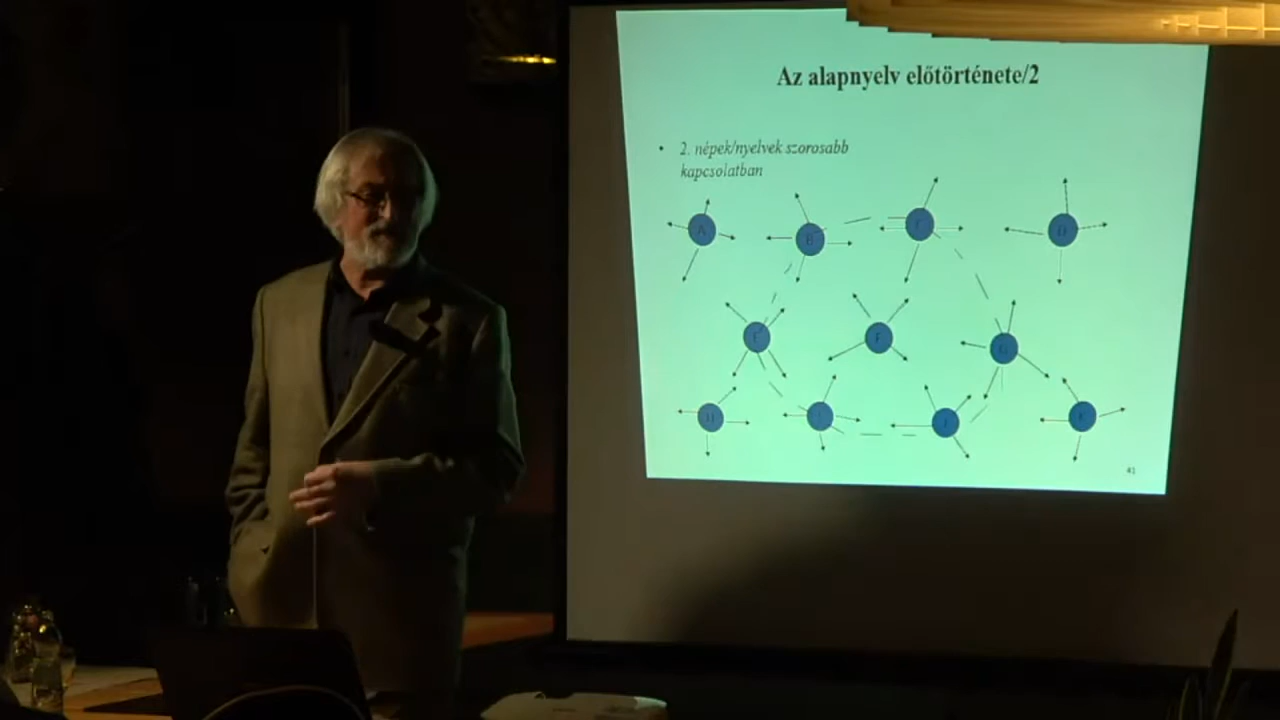 Az alapnyelv előtörténete/2
• 2. népek/nyelvek szorosabb
kapcsolatban
A B C D
F G
H J
41